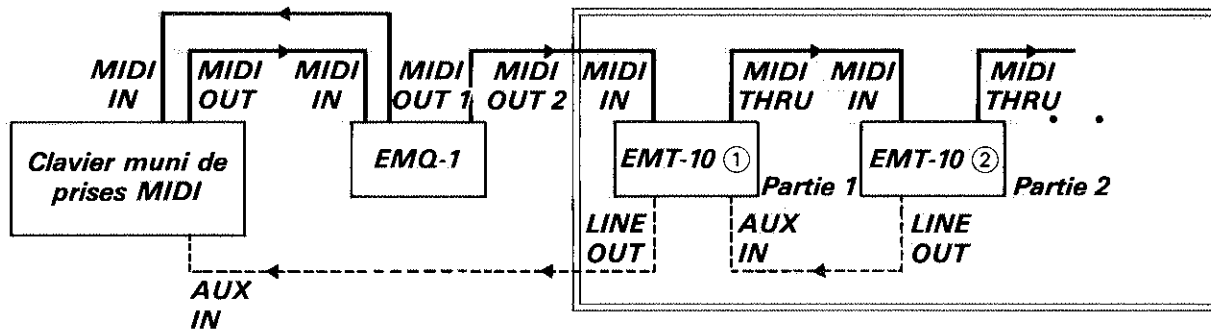 MIDI IN
MIDI OUT
MIDI IN
MIDI OUT 1
MIDI OUT 2
MIDI IN
MIDI THRU
MIDI IN
MIDI THRU
Clavier muni de
prises MIDI
EMQ-1
EMT-10 ①
Partie 1
EMT-10 ②
Partie 2
LINE OUT
AUX IN
LINE OUT
AUX IN